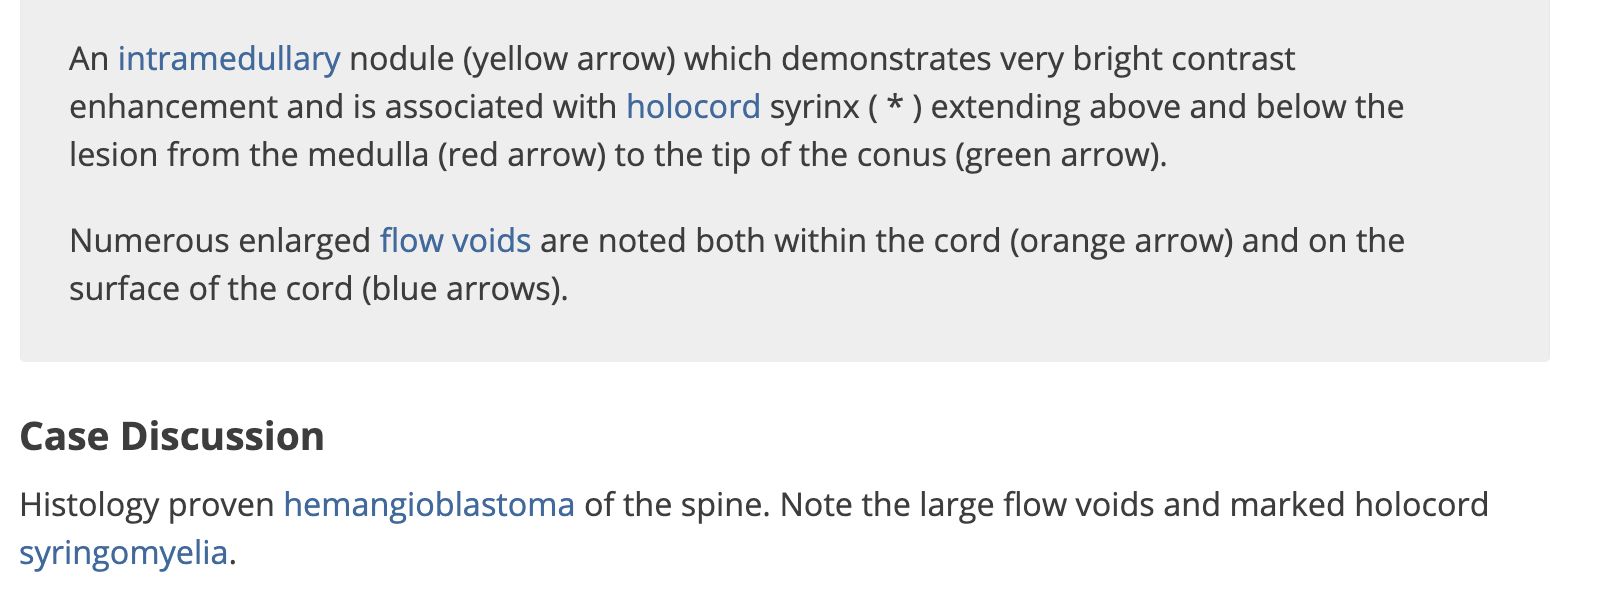 An intramedullary nodule (yellow arrow) which demonstrates very bright contrast
enhancement and is associated with holocord syrinx ( * ) extending above and below the
lesion from the medulla (red arrow) to the tip of the conus (green arrow).
Numerous enlarged flow voids are noted both within the cord (orange arrow) and on the
surface of the cord (blue arrows).
Case Discussion
Histology proven hemangioblastoma of the spine. Note the large flow voids and marked holocord
syringomyelia.